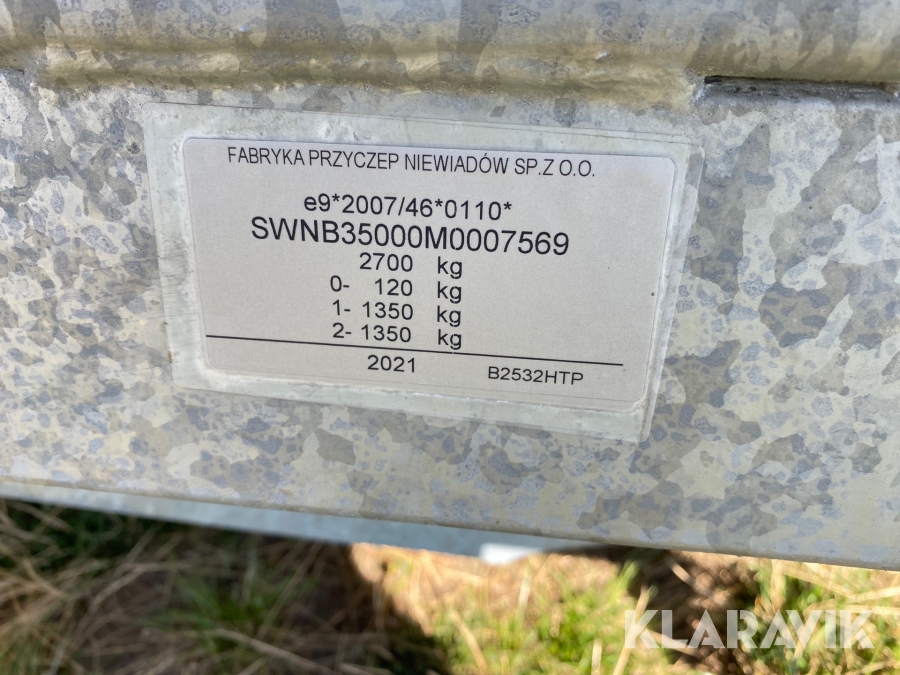 FABRYKA PRZYCZEP NIEWIADÓW SP.Z O.O.
e9*2007/46*0110*
SWNB35000M0007569
2700 kg
0- 120 kg
1- 1350 kg
2- 1350 kg
2021 B2532HTP
KLARAVIK